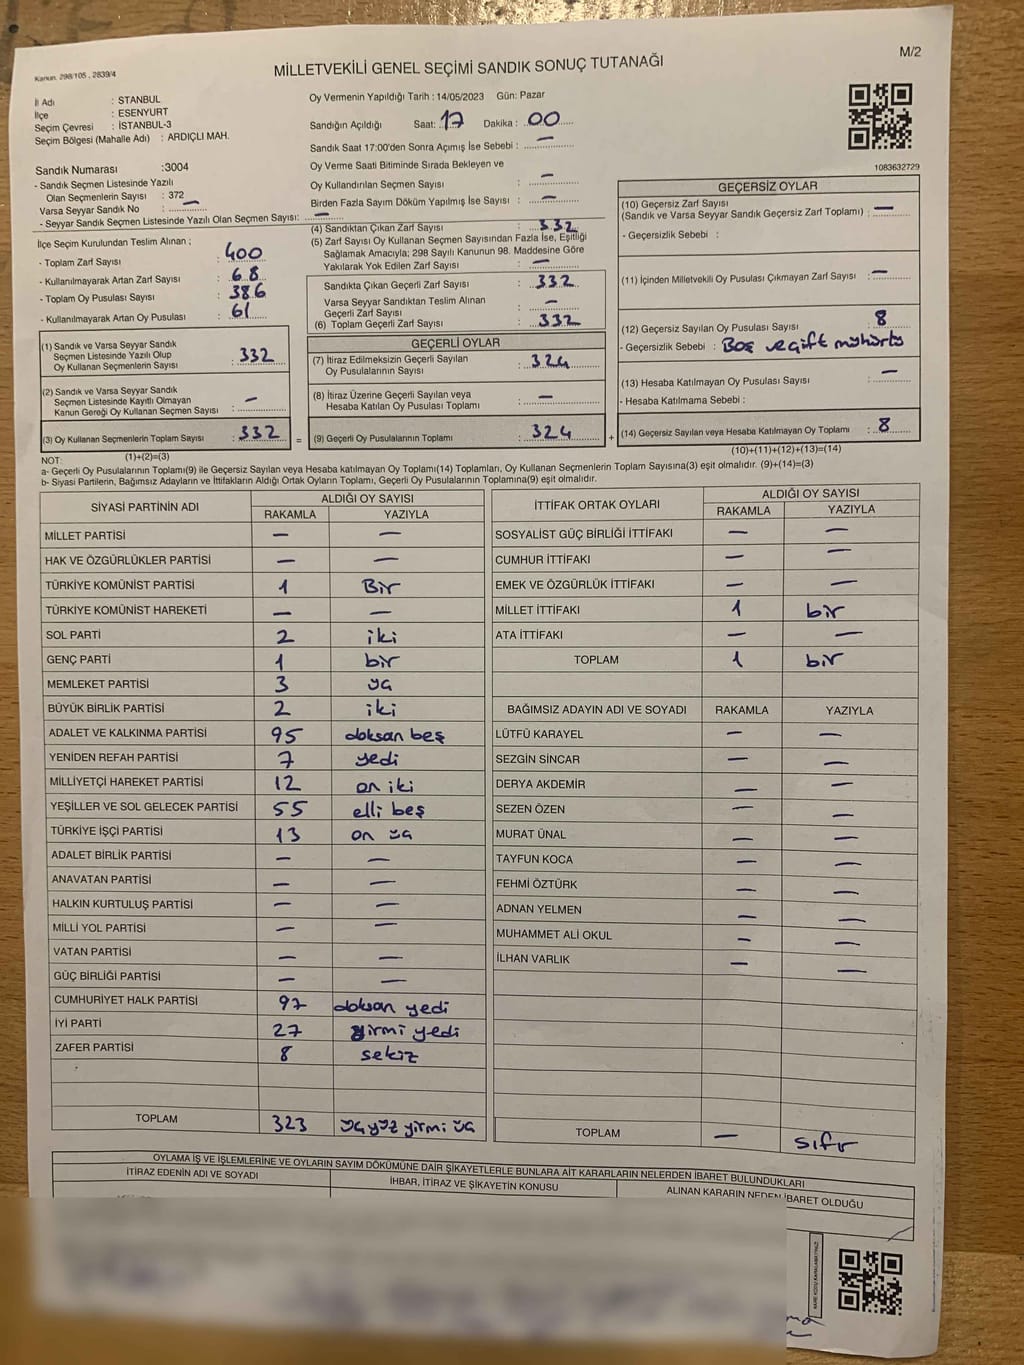 Kanun: 298/105 , 2839/4
M/2
MİLLETVEKİLİ GENEL SEÇİMİ SANDIK SONUÇ TUTANAĞI
İl Adı : STANBUL
İlçe : ESENYURT
Seçim Çevresi : İSTANBUL-3
Seçim Bölgesi (Mahalle Adı) : ARDIÇLI MAH.
Sandık Numarası :3004
- Sandık Seçmen Listesinde Yazılı
Olan Seçmenlerin Sayısı : 372
Varsa Seyyar Sandık No : —
- Seyyar Sandık Seçmen Listesinde Yazılı Olan Seçmen Sayısı: —
İlçe Seçim Kurulundan Teslim Alınan ;
- Toplam Zarf Sayısı : 400
- Kullanılmayarak Artan Zarf Sayısı : 68
- Toplam Oy Pusulası Sayısı : 386
- Kullanılmayarak Artan Oy Pusulası : 61
(1) Sandık ve Varsa Seyyar Sandık
Seçmen Listesinde Yazılı Olup
Oy Kullanan Seçmenlerin Sayısı : 332
(2) Sandık ve Varsa Seyyar Sandık
Seçmen Listesinde Kayıtlı Olmayan
Kanun Gereği Oy Kullanan Seçmen Sayısı : —
(3) Oy Kullanan Seçmenlerin Toplam Sayısı : 332
(1)+(2)=(3)
Oy Vermenin Yapıldığı Tarih : 14/05/2023 Gün: Pazar
Sandığın Açıldığı Saat: 17 Dakika : 00
Sandık Saat 17:00'den Sonra Açımış İse Sebebi : —
Oy Verme Saati Bitiminde Sırada Bekleyen ve
Oy Kullandırılan Seçmen Sayısı : —
Birden Fazla Sayım Döküm Yapılmış İse Sayısı : —
(4) Sandıktan Çıkan Zarf Sayısı : 332
(5) Zarf Sayısı Oy Kullanan Seçmen Sayısından Fazla İse, Eşitliği
Sağlamak Amacıyla; 298 Sayılı Kanunun 98. Maddesine Göre
Yakılarak Yok Edilen Zarf Sayısı : —
Sandıkta Çıkan Geçerli Zarf Sayısı : 332
Varsa Seyyar Sandıktan Teslim Alınan
Geçerli Zarf Sayısı : —
(6) Toplam Geçerli Zarf Sayısı : 332
GEÇERLİ OYLAR
(7) İtiraz Edilmeksizin Geçerli Sayılan
Oy Pusulalarının Sayısı : 324
(8) İtiraz Üzerine Geçerli Sayılan veya
Hesaba Katılan Oy Pusulası Toplamı : —
= (9) Geçerli Oy Pusulalarının Toplamı : 324
1083632729
GEÇERSİZ OYLAR
(10) Geçersiz Zarf Sayısı : —
(Sandık ve Varsa Seyyar Sandık Geçersiz Zarf Toplamı)
- Geçersizlik Sebebi :
(11) İçinden Milletvekili Oy Pusulası Çıkmayan Zarf Sayısı : —
(12) Geçersiz Sayılan Oy Pusulası Sayısı : 8
- Geçersizlik Sebebi : Boş ve çift mühürlü
(13) Hesaba Katılmayan Oy Pusulası Sayısı : —
- Hesaba Katılmama Sebebi :
+ (14) Geçersiz Sayılan veya Hesaba Katılmayan Oy Toplamı : 8
(10)+(11)+(12)+(13)=(14)
NOT:
a- Geçerli Oy Pusulalarının Toplamı(9) ile Geçersiz Sayılan veya Hesaba katılmayan Oy Toplamı(14) Toplamları, Oy Kullanan Seçmenlerin Toplam Sayısına(3) eşit olmalıdır. (9)+(14)=(3)
b- Siyasi Partilerin, Bağımsız Adayların ve İttifakların Aldığı Ortak Oyların Toplamı, Geçerli Oy Pusulalarının Toplamına(9) eşit olmalıdır.
SİYASİ PARTİNİN ADI ALDIĞI OY SAYISI
RAKAMLA YAZIYLA
MİLLET PARTİSİ — —
HAK VE ÖZGÜRLÜKLER PARTİSİ — —
TÜRKİYE KOMÜNİST PARTİSİ 1 Bir
TÜRKİYE KOMÜNİST HAREKETİ — —
SOL PARTİ 2 iki
GENÇ PARTİ 1 bir
MEMLEKET PARTİSİ 3 üç
BÜYÜK BİRLİK PARTİSİ 2 iki
ADALET VE KALKINMA PARTİSİ 95 doksan beş
YENİDEN REFAH PARTİSİ 7 yedi
MİLLİYETÇİ HAREKET PARTİSİ 12 on iki
YEŞİLLER VE SOL GELECEK PARTİSİ 55 elli beş
TÜRKİYE İŞÇİ PARTİSİ 13 on üç
ADALET BİRLİK PARTİSİ — —
ANAVATAN PARTİSİ — —
HALKIN KURTULUŞ PARTİSİ — —
MİLLİ YOL PARTİSİ — —
VATAN PARTİSİ — —
GÜÇ BİRLİĞİ PARTİSİ — —
CUMHURİYET HALK PARTİSİ 97 doksan yedi
İYİ PARTİ 27 yirmi yedi
ZAFER PARTİSİ 8 sekiz
TOPLAM 323 üç yüz yirmi üç
İTTİFAK ORTAK OYLARI ALDIĞI OY SAYISI
RAKAMLA YAZIYLA
SOSYALİST GÜÇ BİRLİĞİ İTTİFAKI — —
CUMHUR İTTİFAKI — —
EMEK VE ÖZGÜRLÜK İTTİFAKI — —
MİLLET İTTİFAKI 1 bir
ATA İTTİFAKI — —
TOPLAM 1 bir
BAĞIMSIZ ADAYIN ADI VE SOYADI RAKAMLA YAZIYLA
LÜTFÜ KARAYEL — —
SEZGİN SİNCAR — —
DERYA AKDEMİR — —
SEZEN ÖZEN — —
MURAT ÜNAL — —
TAYFUN KOCA — —
FEHMİ ÖZTÜRK — —
ADNAN YELMEN — —
MUHAMMET ALİ OKUL — —
İLHAN VARLIK — —
TOPLAM — sıfır
OYLAMA İŞ VE İŞLEMLERİNE VE OYLARIN SAYIM DÖKÜMÜNE DAİR ŞİKAYETLERLE BUNLARA AİT KARARLARIN NELERDEN İBARET BULUNDUKLARI
İTİRAZ EDENİN ADI VE SOYADI İHBAR, İTİRAZ VE ŞİKAYETİN KONUSU ALINAN KARARIN NEDEN İBARET OLDUĞU